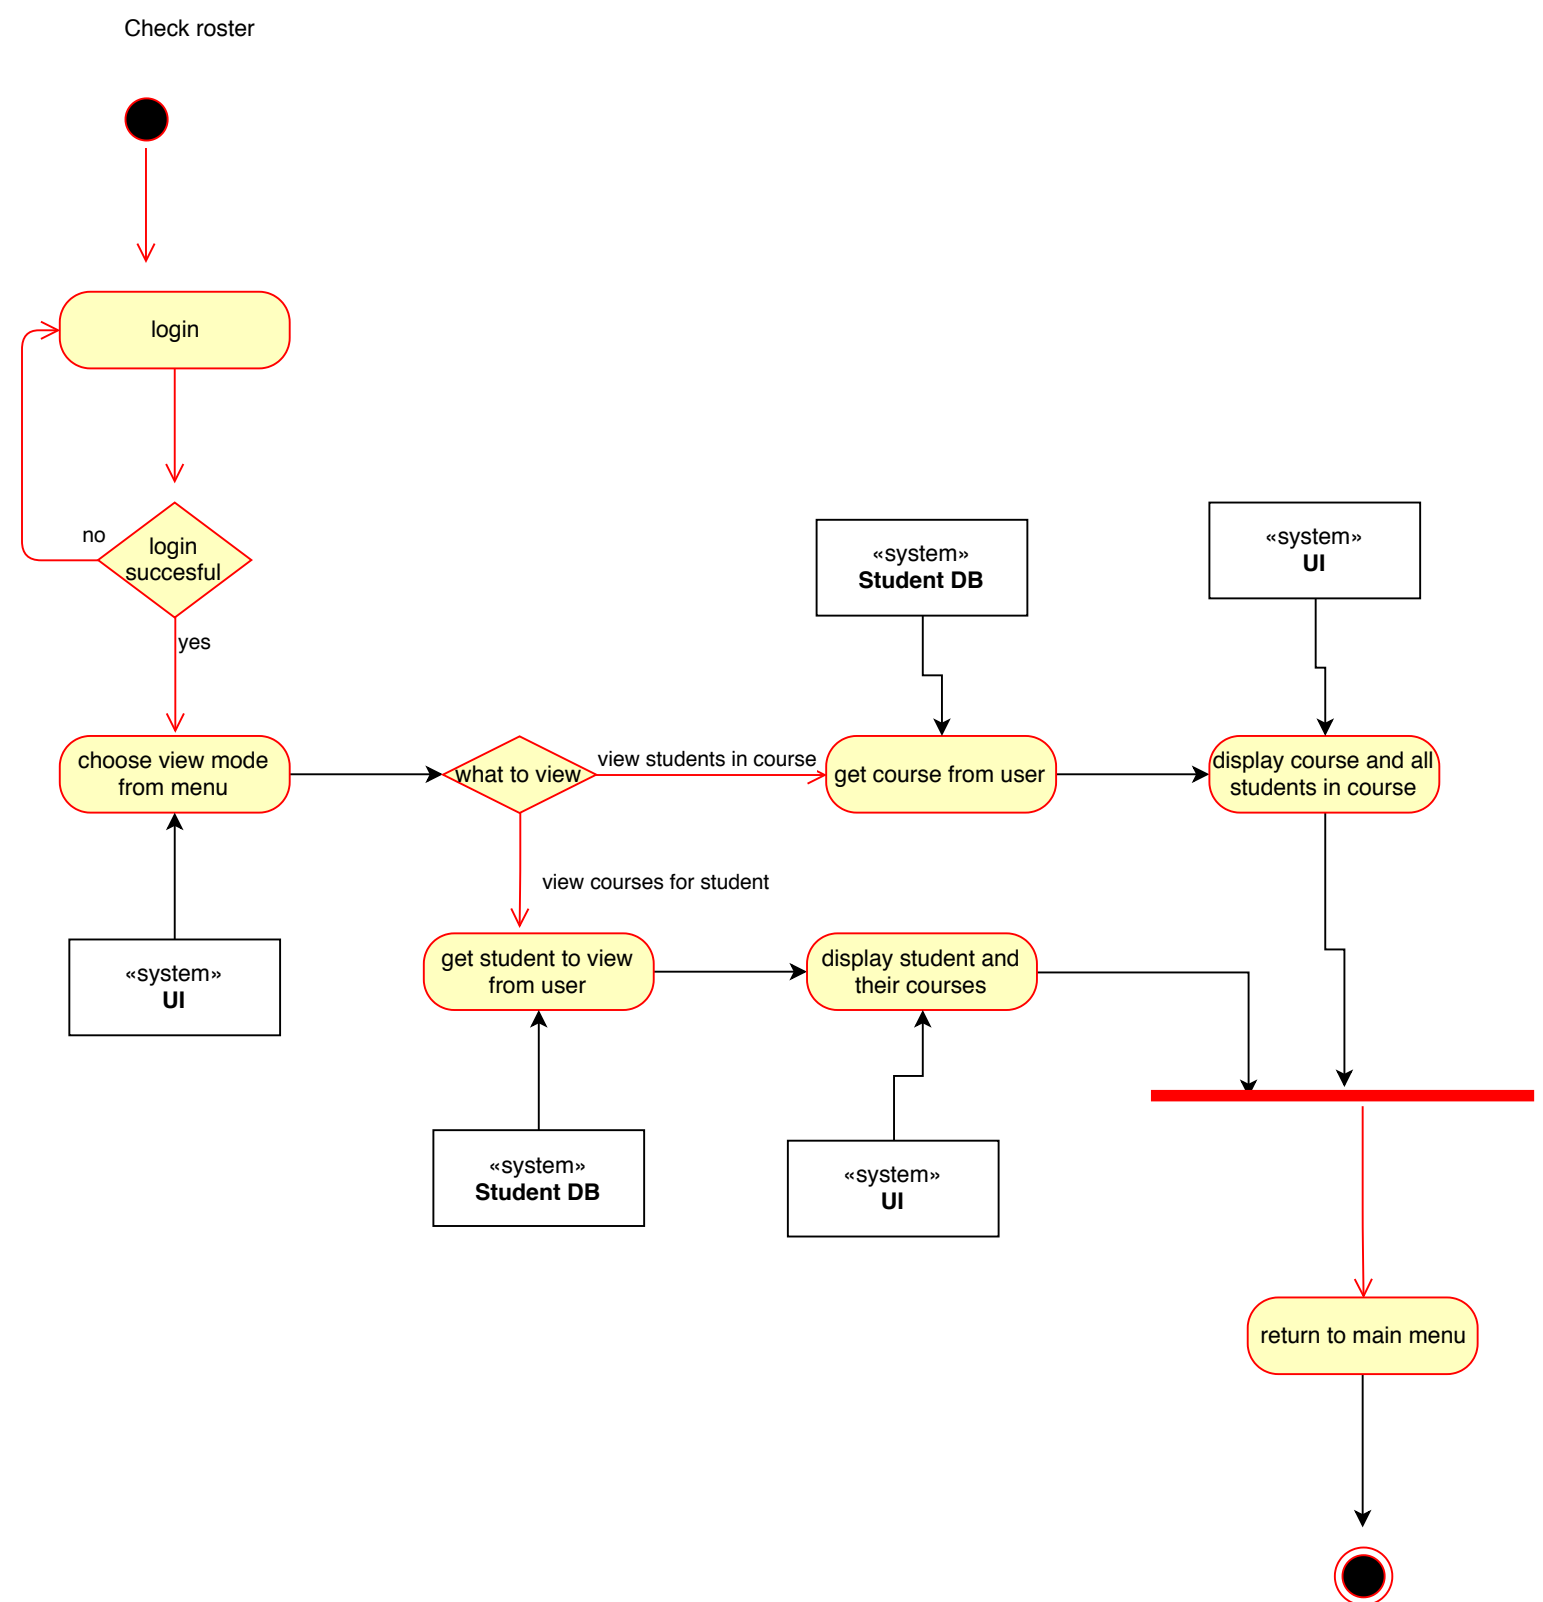 Check roster
login
no
login
succesful
yes
«system»
Student DB
«system»
UI
choose view mode
from menu
what to view
view students in course
get course from user
display course and all
students in course
view courses for student
get student to view
from user
display student and
their courses
«system»
UI
«system»
Student DB
«system»
UI
return to main menu